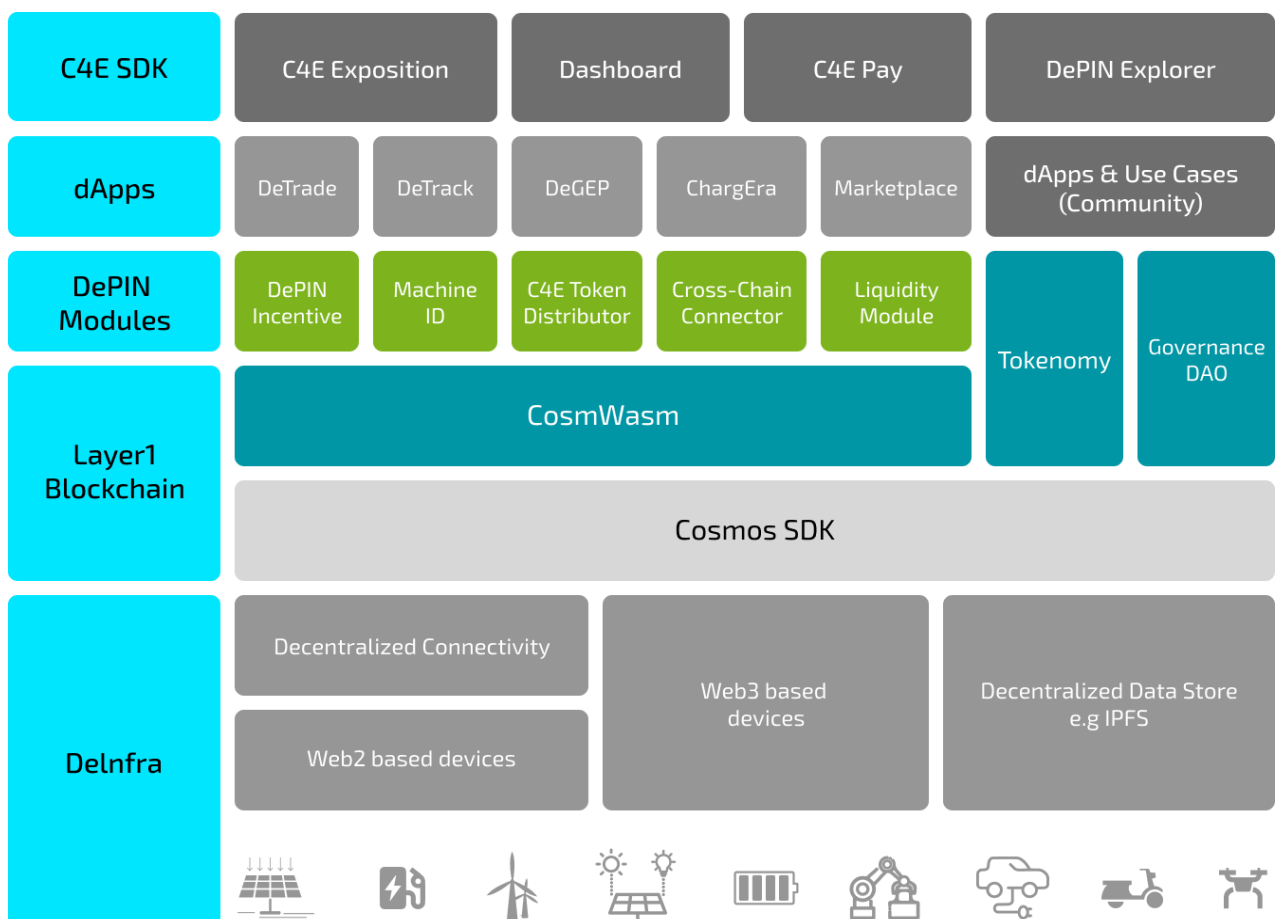 C4E SDK
C4E Exposition
Dashboard
C4E Pay
DePIN Explorer
dApps
DeTrade
DeTrack
DeGEP
ChargEra
Marketplace
dApps & Use Cases
(Community)
DePIN
Modules
DePIN
Incentive
Machine
ID
C4E Token
Distributor
Cross-Chain
Connector
Liquidity
Module
Tokenomy
Governance
DAO
Layer1
Blockchain
CosmWasm
Cosmos SDK
DeInfra
Decentralized Connectivity
Web2 based devices
Web3 based
devices
Decentralized Data Store
e.g IPFS